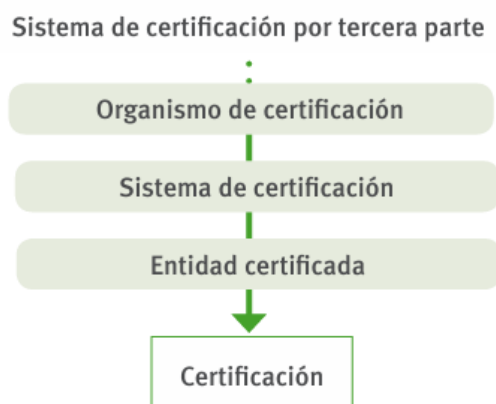 Sistema de certificación por tercera parte
Organismo de certificación
Sistema de certificación
Entidad certificada
Certificación